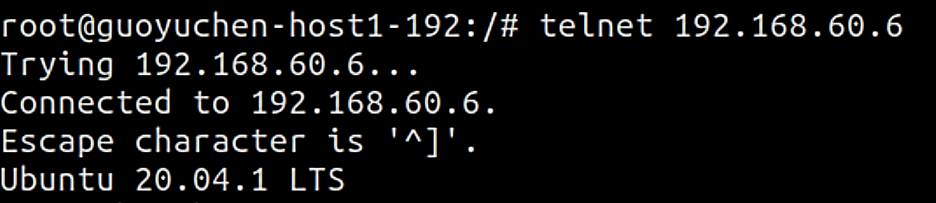 root@guoyuchen-host1-192:/# telnet 192.168.60.6
Trying 192.168.60.6...
Connected to 192.168.60.6.
Escape character is '^]'.
Ubuntu 20.04.1 LTS